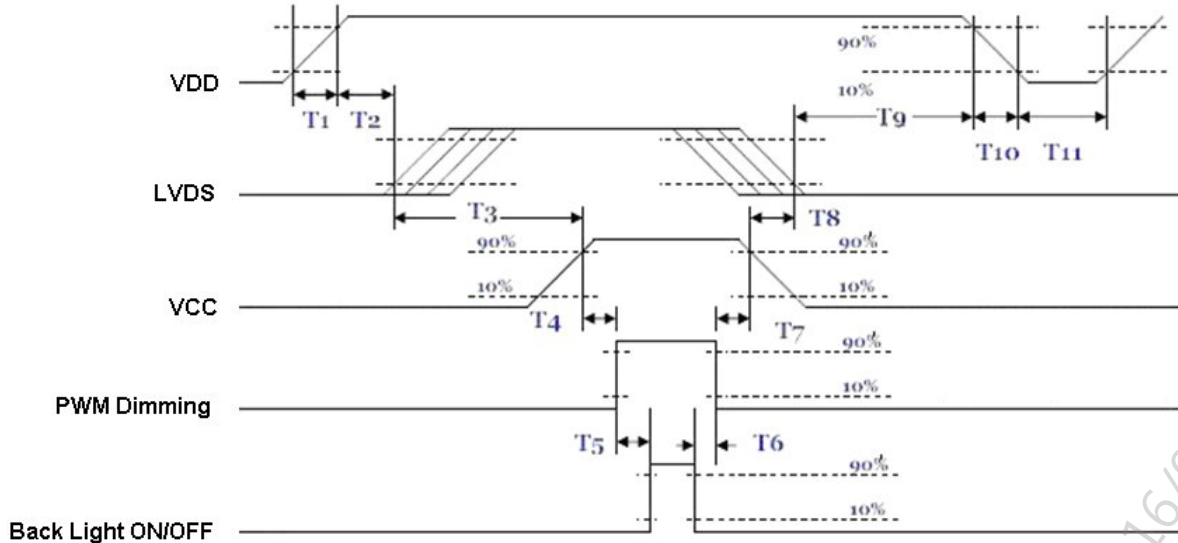 90%
VDD
10%
T1 T2 T9
T10 T11
LVDS
T3 T8
90% 90%
10% 10%
VCC
T4 T7
90%
10%
PWM Dimming
T5 T6
90%
10%
Back Light ON/OFF